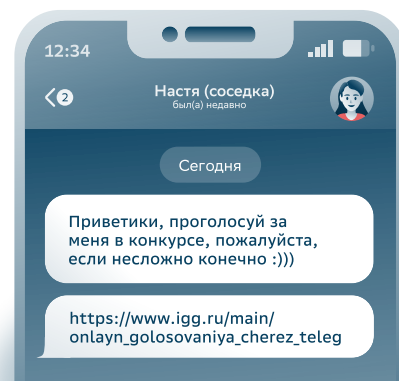 12:34
2
Настя (соседка)
был(а) недавно
Сегодня
Приветики, проголосуй за
меня в конкурсе, пожалуйста,
если несложно конечно :)))
https://www.igg.ru/main/
onlayn_golosovaniya_cherez_teleg